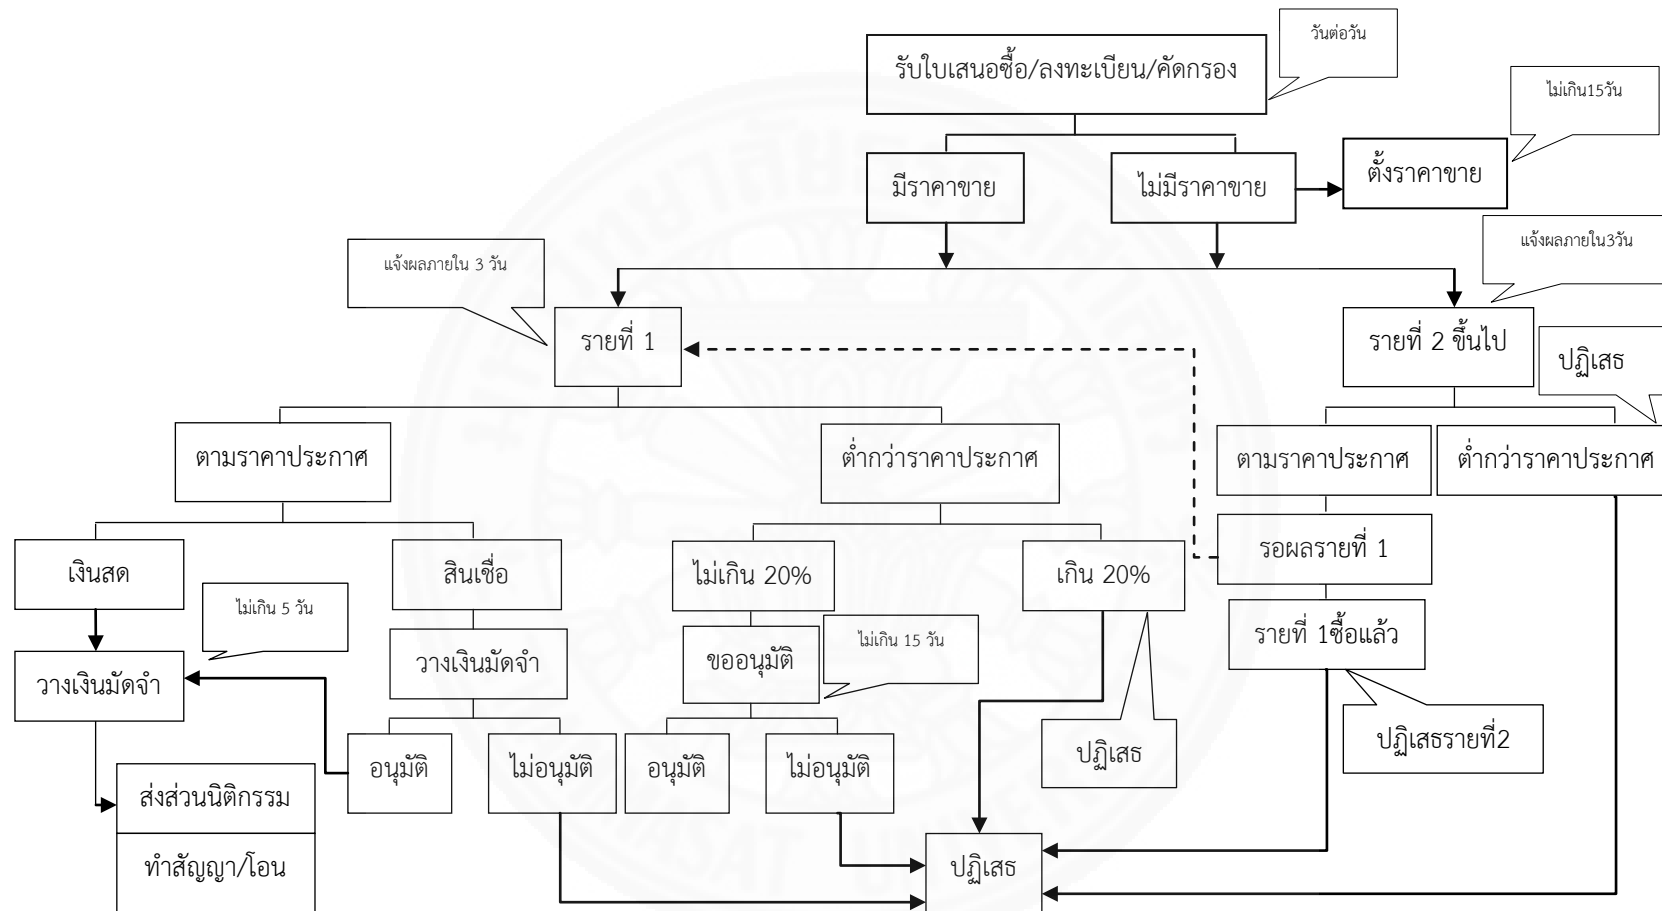 วันต่อวัน
รับใบเสนอซื้อ/ลงทะเบียน/คัดกรอง
ไม่เกิน15วัน
มีราคาขาย
ไม่มีราคาขาย
ตั้งราคาขาย
แจ้งผลภายใน3วัน
แจ้งผลภายใน 3 วัน
รายที่ 1
รายที่ 2 ขึ้นไป
ปฏิเสธ
ตามราคาประกาศ
ต่ำกว่าราคาประกาศ
ตามราคาประกาศ
ต่ำกว่าราคาประกาศ
เงินสด
สินเชื่อ
ไม่เกิน 20%
เกิน 20%
รอผลรายที่ 1
ไม่เกิน 5 วัน
วางเงินมัดจำ
วางเงินมัดจำ
ขออนุมัติ
ไม่เกิน 15 วัน
รายที่ 1ซื้อแล้ว
อนุมัติ
ไม่อนุมัติ
อนุมัติ
ไม่อนุมัติ
ปฏิเสธ
ปฏิเสธรายที่2
ส่งส่วนนิติกรรม
ทำสัญญา/โอน
ปฏิเสธ